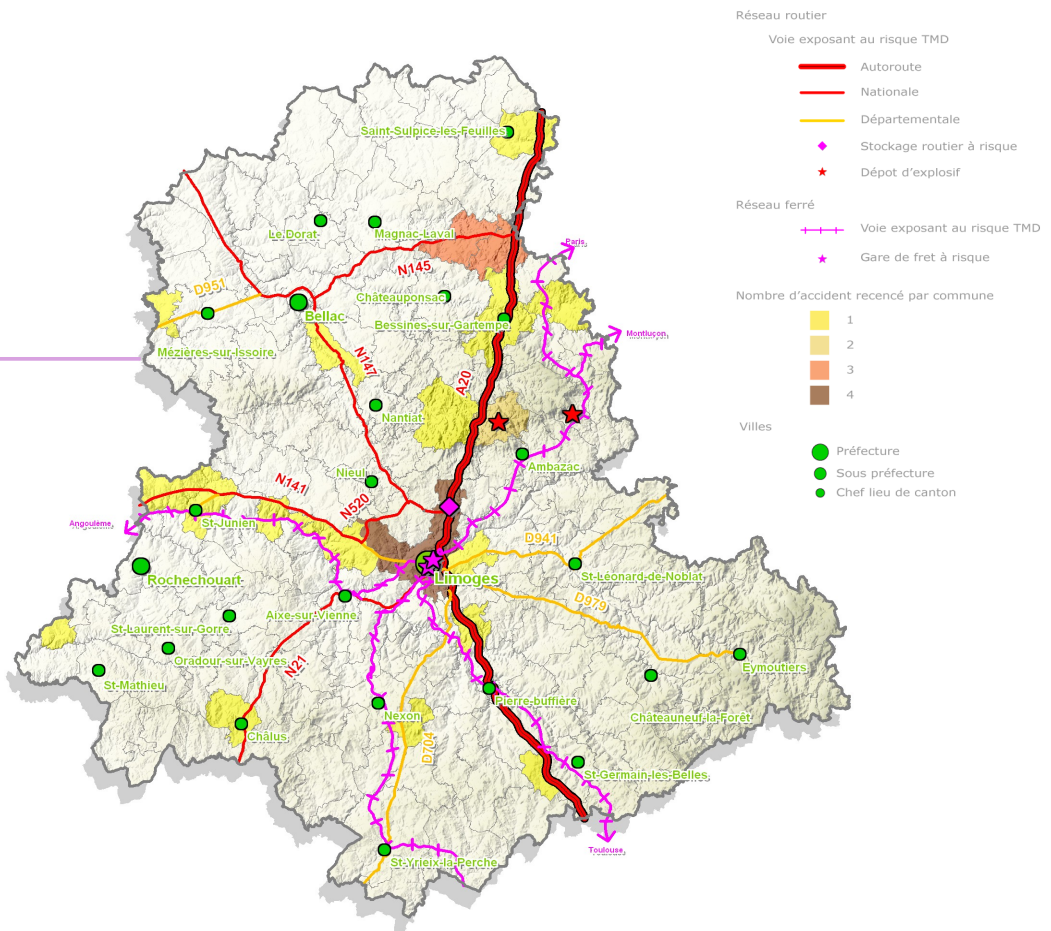 Réseau routier
Voie exposant au risque TMD
Autoroute
Nationale
Départementale
Stockage routier à risque
Dépot d'explosif
Réseau ferré
Voie exposant au risque TMD
Gare de fret à risque
Nombre d'accident recencé par commune
1
2
3
4
Villes
Préfecture
Sous préfecture
Chef lieu de canton
Saint-Sulpice-les-Feuilles
Le Dorat
Magnac-Laval
Paris
N145
D951
Châteauponsac
Bellac
Bessines-sur-Gartempe
Montluçon
Mézières-sur-Issoire
N147
A20
Nantiat
Ambazac
Nieul
N141
N520
Angoulème
St-Junien
D941
Rochechouart
Limoges
St-Léonard-de-Noblat
D979
Aixe-sur-Vienne
St-Laurent-sur-Gorre
Oradour-sur-Vayres
N21
Eymoutiers
St-Mathieu
Pierre-buffière
Nexon
Châteauneuf-la-Forêt
Châlus
D704
St-Germain-les-Belles
Toulouse
St-Yrieix-la-Perche